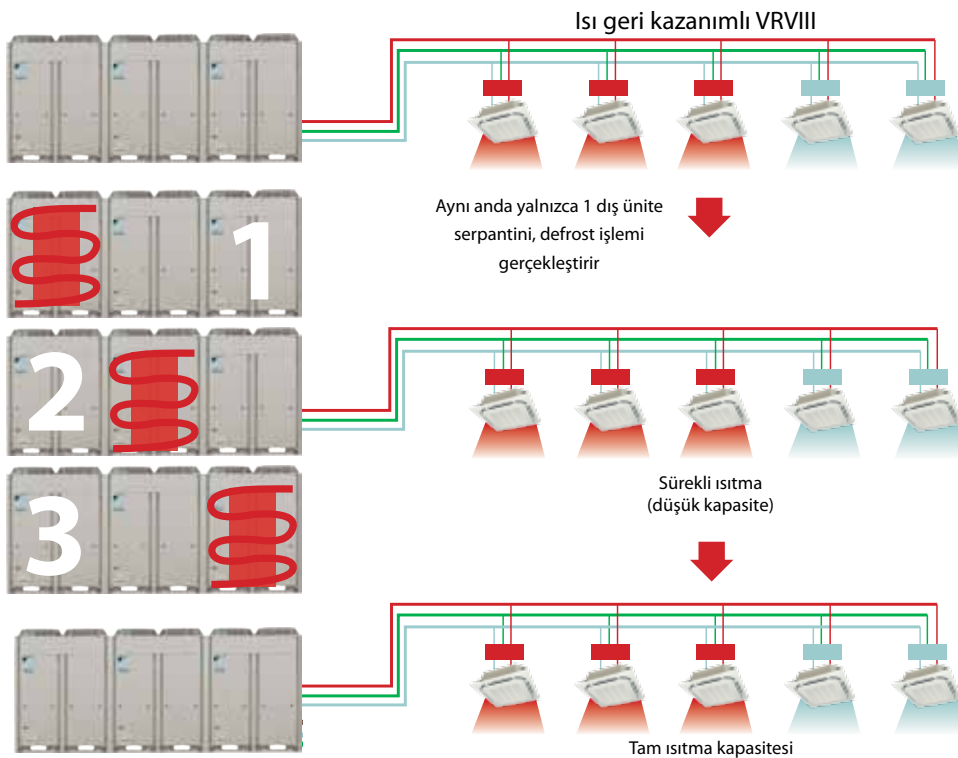 Isı geri kazanımlı VRVIII
Aynı anda yalnızca 1 dış ünite
serpantini, defrost işlemi
gerçekleştirir
1
2
Sürekli ısıtma
(düşük kapasite)
3
Tam ısıtma kapasitesi